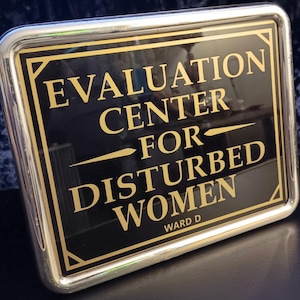 EVALUATION
CENTER
FOR
DISTURBED
WOMEN
WARD D